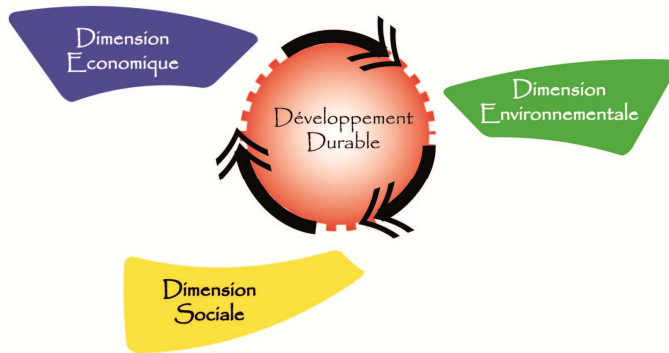 Dimension
Economique
Dimension
Environnementale
Développement
Durable
Dimension
Sociale